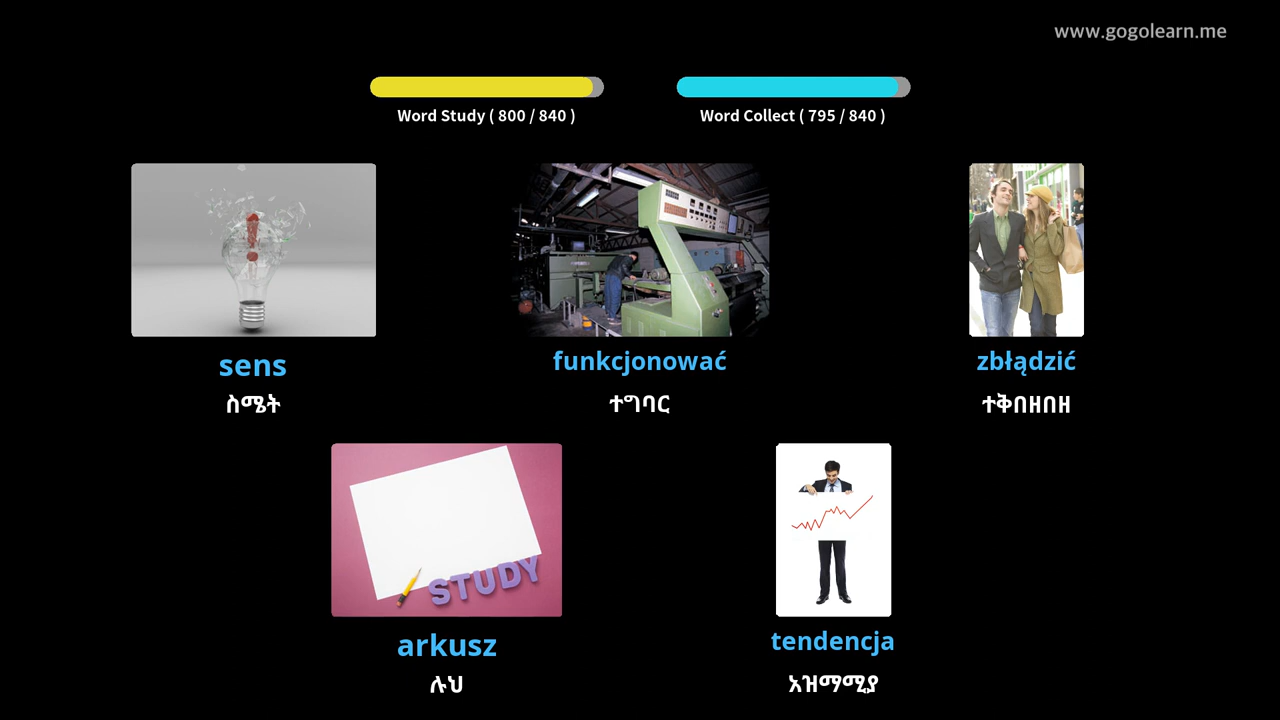 www.gogolearn.me
Word Study ( 800 / 840 )
Word Collect ( 795 / 840 )
sens
funkcjonować
zbłądzić
ስሜት
ተግባር
ተቅበዘበዘ
STUDY
arkusz
tendencja
ሉህ
አዝማሚያ